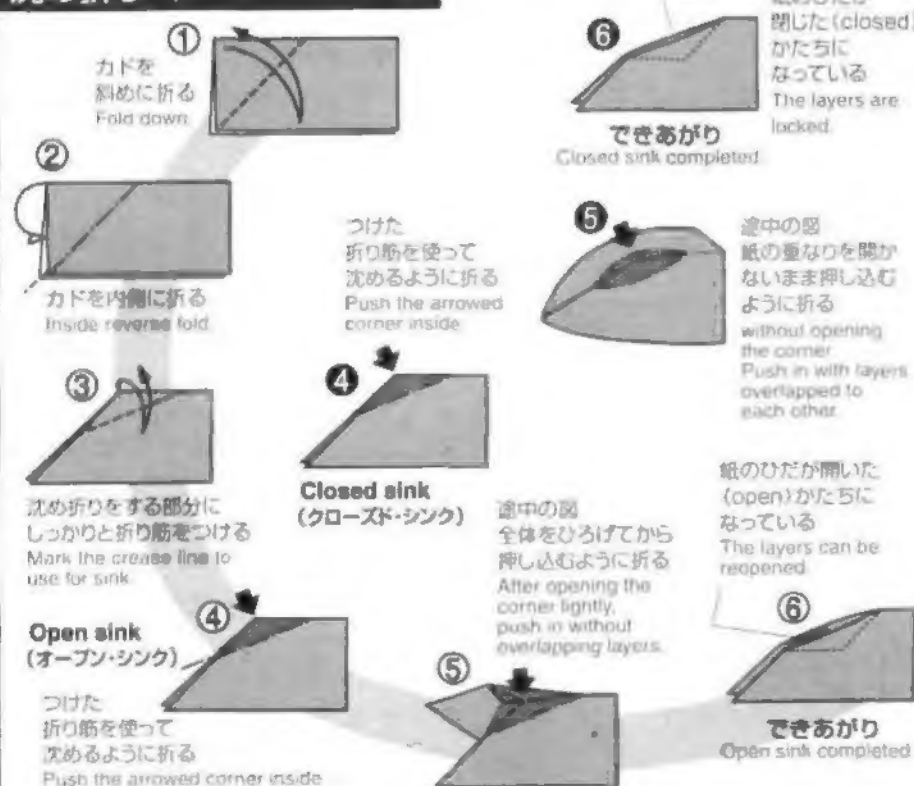 ①
カドを
斜めに折る
Fold down.
②
カドを内側に折る
Inside reverse fold.
③
沈め折りをする部分に
しっかりと折り筋をつける
Mark the crease line to
use for sink.
Open sink
(オープン・シンク)
④
つけた
折り筋を使って
沈めるように折る
Push the arrowed corner inside
⑤
途中の図
全体をひろげてから
押し込むように折る
After opening the
corner lightly,
push in without
overlapping layers.
⑥
紙のひだが開いた
(open)かたちに
なっている
The layers can be
reopened.
できあがり
Open sink completed
つけた
折り筋を使って
沈めるように折る
Push the arrowed
corner inside
❹
Closed sink
(クローズド・シンク)
❺
途中の図
紙の重なりを開か
ないまま押し込む
ように折る
without opening
the corner
Push in with layers
overlapped to
each other.
❻
紙のひだが
閉じた(closed)
かたちに
なっている
The layers are
locked.
できあがり
Closed sink completed